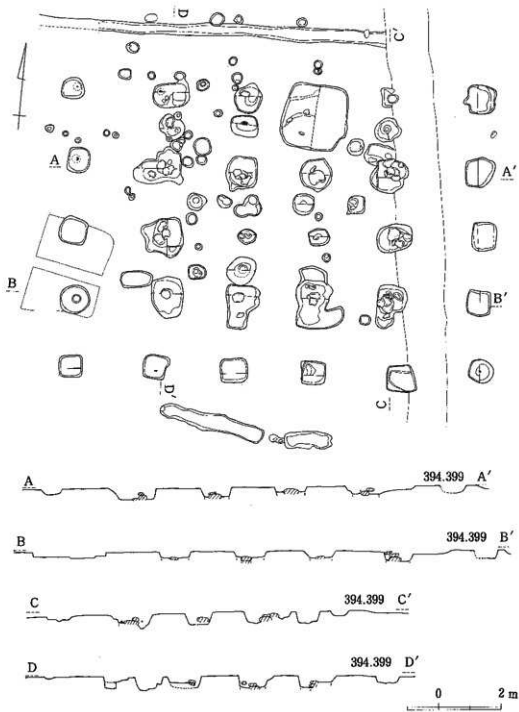 D
C′
A
A′
B
B′
D′
C
A 394.399 A′
B 394.399 B′
C 394.399 C′
D 394.399 D′
0 2 m